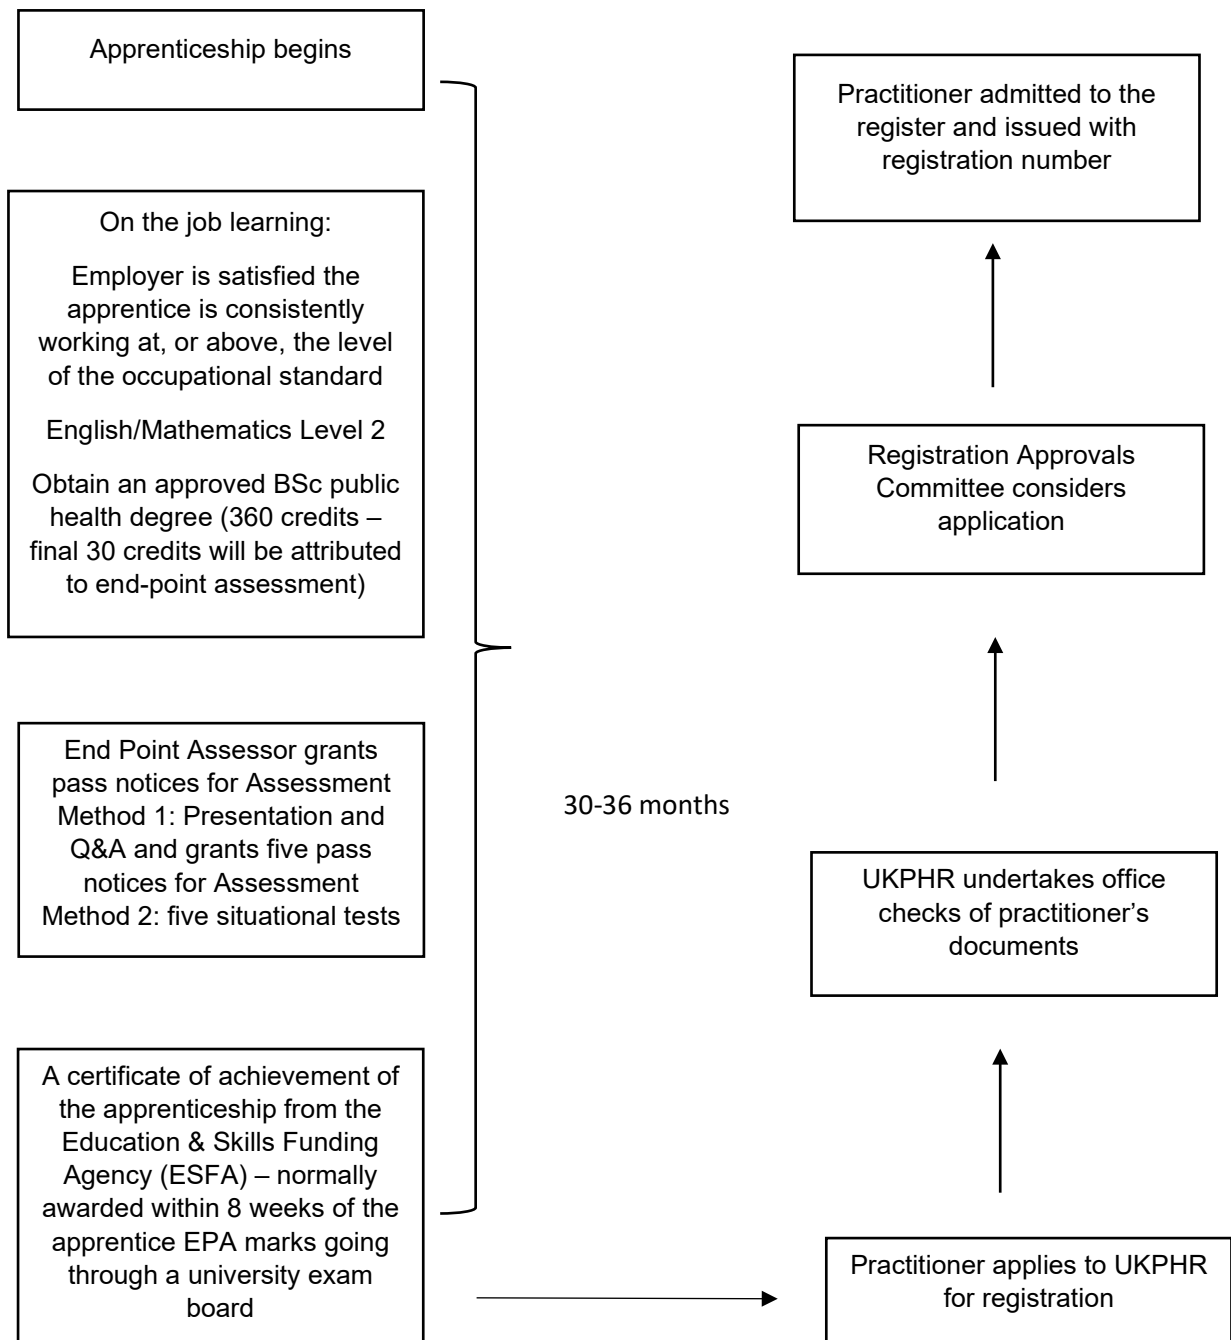 Apprenticeship begins
On the job learning:
Employer is satisfied the
apprentice is consistently
working at, or above, the level
of the occupational standard
English/Mathematics Level 2
Obtain an approved BSc public
health degree (360 credits –
final 30 credits will be attributed
to end-point assessment)
End Point Assessor grants
pass notices for Assessment
Method 1: Presentation and
Q&A and grants five pass
notices for Assessment
Method 2: five situational tests
A certificate of achievement of
the apprenticeship from the
Education & Skills Funding
Agency (ESFA) – normally
awarded within 8 weeks of the
apprentice EPA marks going
through a university exam
board
30-36 months
Practitioner applies to UKPHR
for registration
UKPHR undertakes office
checks of practitioner’s
documents
Registration Approvals
Committee considers
application
Practitioner admitted to the
register and issued with
registration number